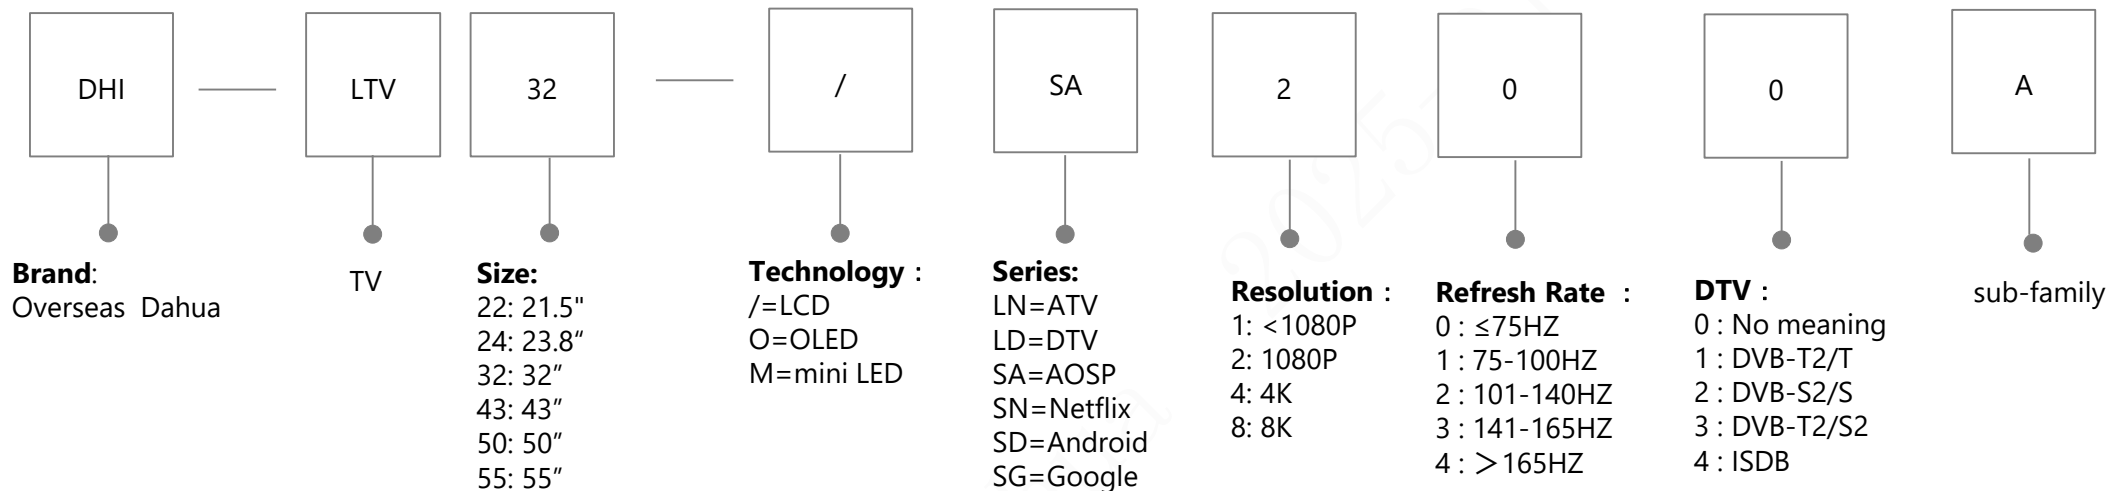 DHI
LTV
32
/
SA
2
0
0
A
Brand:
Overseas Dahua
TV
Size:
22: 21.5"
24: 23.8“
32: 32”
43: 43”
50: 50”
55: 55”
Technology：
/=LCD
O=OLED
M=mini LED
Series:
LN=ATV
LD=DTV
SA=AOSP
SN=Netflix
SD=Android
SG=Google
Resolution：
1: <1080P
2: 1080P
4: 4K
8: 8K
Refresh Rate ：
0 : ≤75HZ
1 : 75-100HZ
2 : 101-140HZ
3 : 141-165HZ
4 : ＞165HZ
DTV：
0 : No meaning
1 : DVB-T2/T
2 : DVB-S2/S
3 : DVB-T2/S2
4 : ISDB
sub-family
2025-